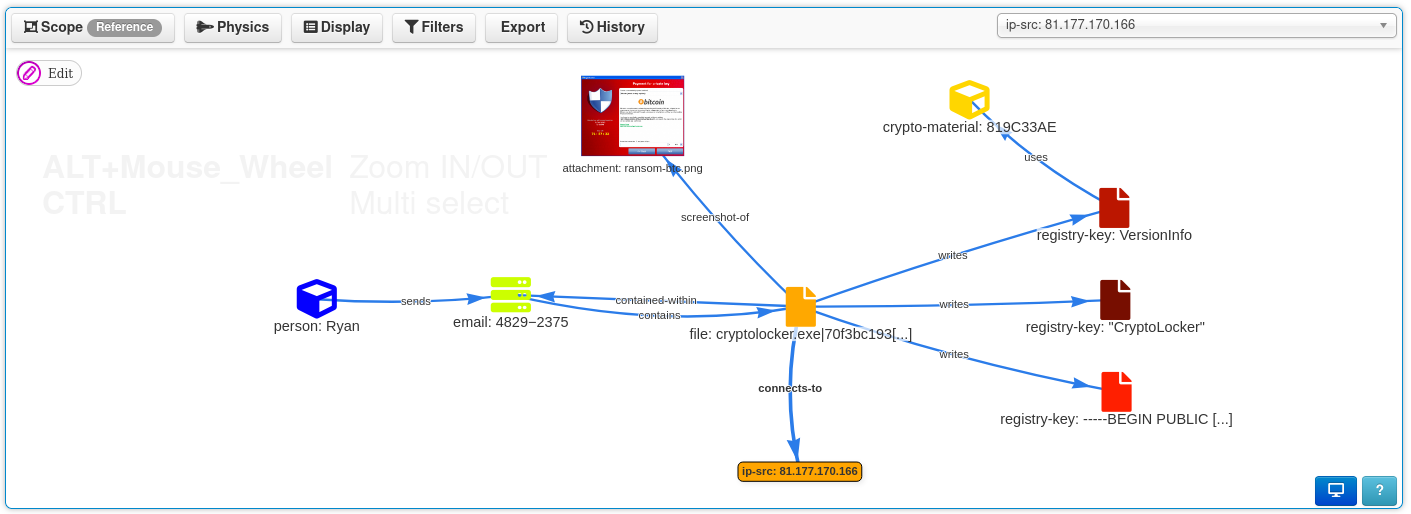 Scope Reference Physics Display Filters Export History ip-src: 81.177.170.166
Edit
ALT+Mouse_Wheel Zoom IN/OUT
CTRL Multi select
bitcoin
attachment: ransom-btc.png
crypto-material: 819C33AE
uses
screenshot-of
registry-key: VersionInfo
writes
sends
contained-within
contains
writes
person: Ryan
email: 4829−2375
file: cryptolocker.exe|70f3bc193[...]
registry-key: "CryptoLocker"
writes
connects-to
registry-key: -----BEGIN PUBLIC [...]
ip-src: 81.177.170.166
?